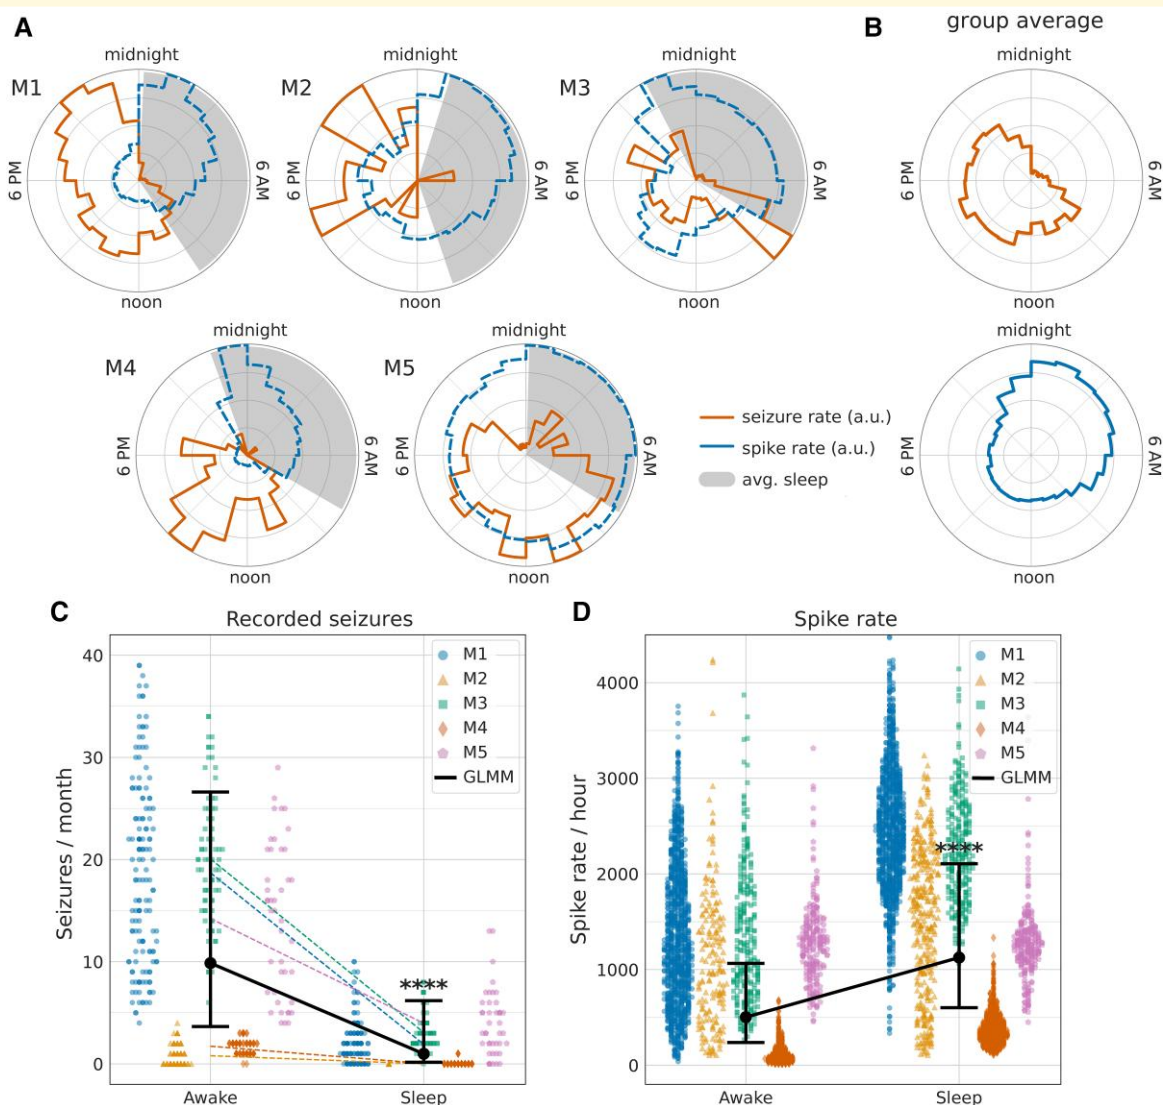 A
B
group average
midnight
midnight
midnight
midnight
M1
M2
M3
6 PM
6 AM
6 PM
6 AM
6 PM
6 AM
6 PM
6 AM
noon
noon
noon
noon
midnight
midnight
midnight
M4
M5
seizure rate (a.u.)
spike rate (a.u.)
avg. sleep
6 PM
6 AM
6 PM
6 AM
6 PM
6 AM
noon
noon
noon
C
Recorded seizures
40
30
20
10
0
Seizures / month
M1
M2
M3
M4
M5
GLMM
****
Awake
Sleep
D
Spike rate
4000
3000
2000
1000
0
Spike rate / hour
M1
M2
M3
M4
M5
GLMM
****
Awake
Sleep